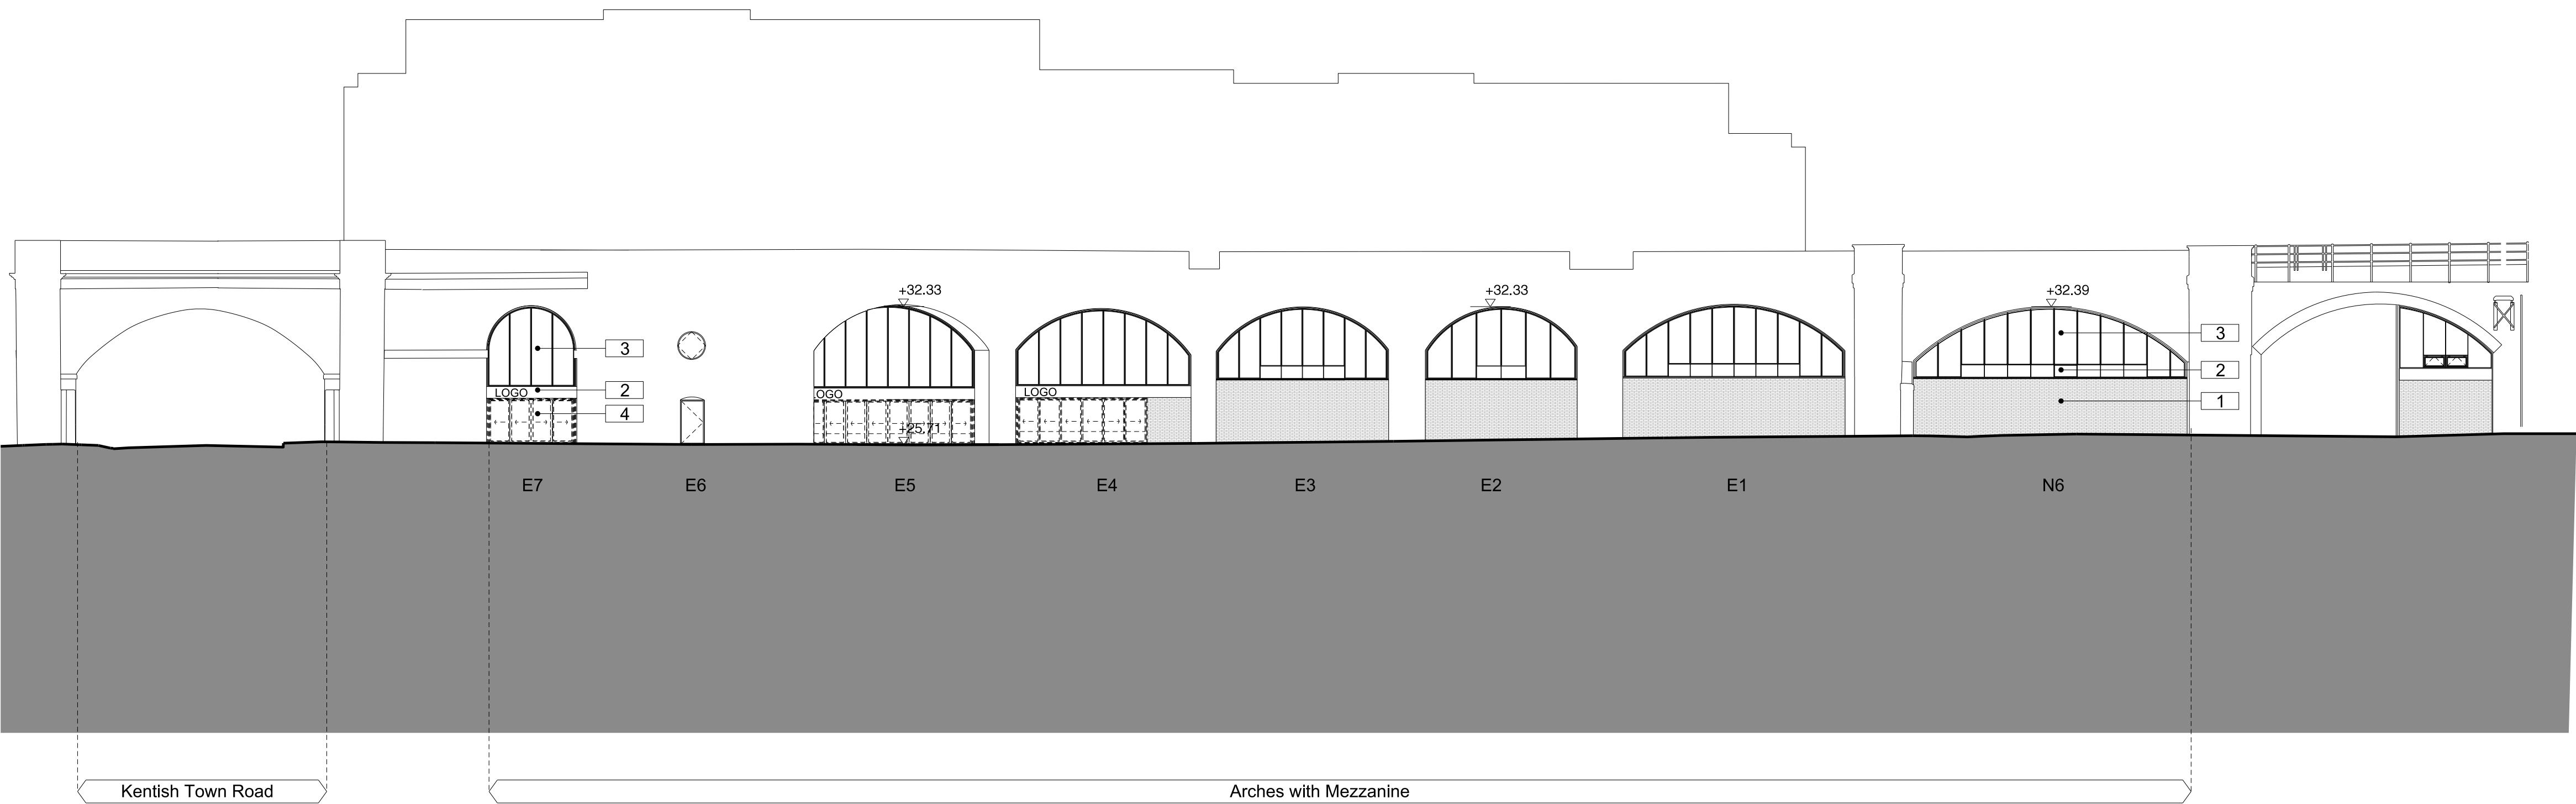 +32.33
+32.33
+32.39
3
2
4
LOGO
OGO
LOGO
+25.71
3
2
1
E7
E6
E5
E4
E3
E2
E1
N6
Kentish Town Road
Arches with Mezzanine